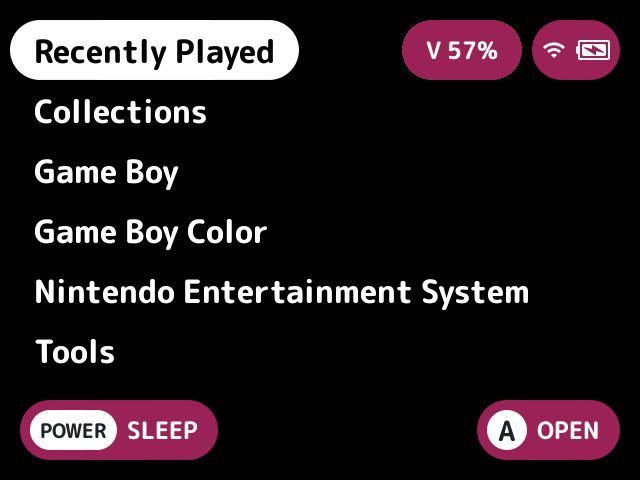 Recently Played
V 57%
Collections
Game Boy
Game Boy Color
Nintendo Entertainment System
Tools
POWER SLEEP
A OPEN